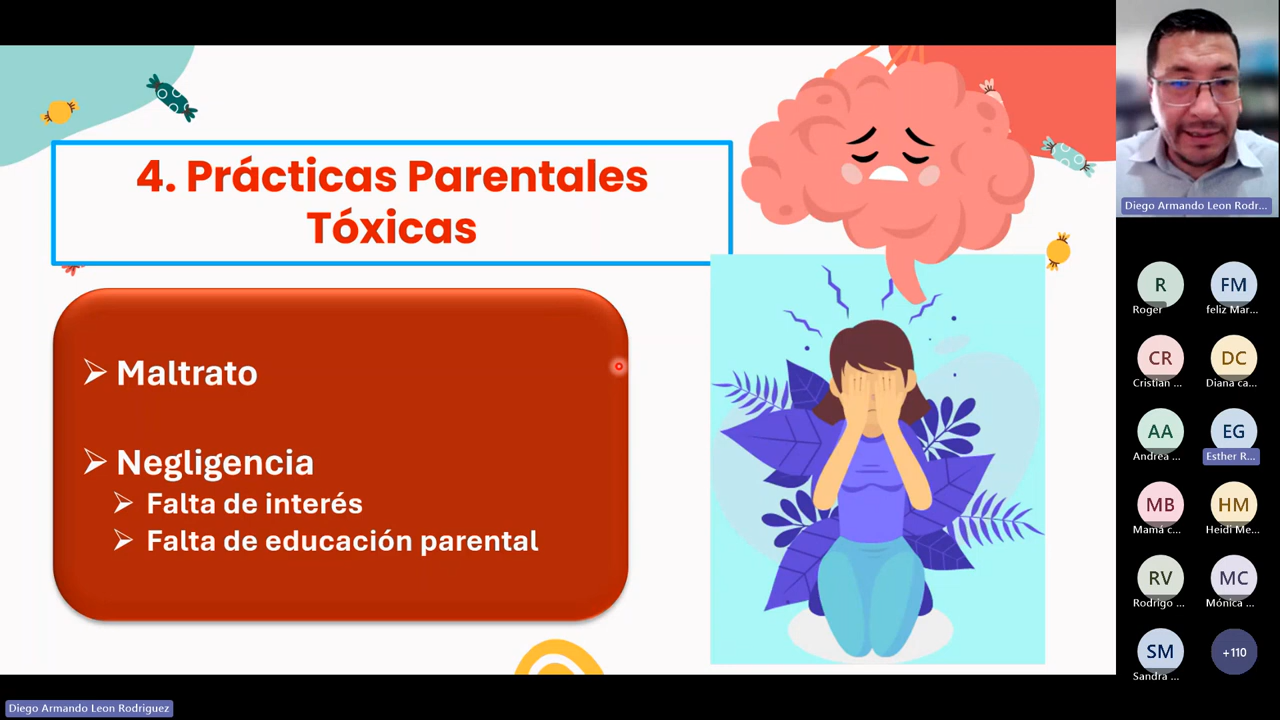 4. Prácticas Parentales
Tóxicas
Maltrato
Negligencia
Falta de interés
Falta de educación parental
Diego Armando Leon Rodr...
R
Roger
FM
feliz Mar...
CR
Cristian ...
DC
Diana ca...
AA
Andrea ...
EG
Esther R...
MB
Mamá c...
HM
Heidi Me...
RV
Rodrigo ...
MC
Mónica ...
SM
Sandra ...
+110
Diego Armando Leon Rodriguez